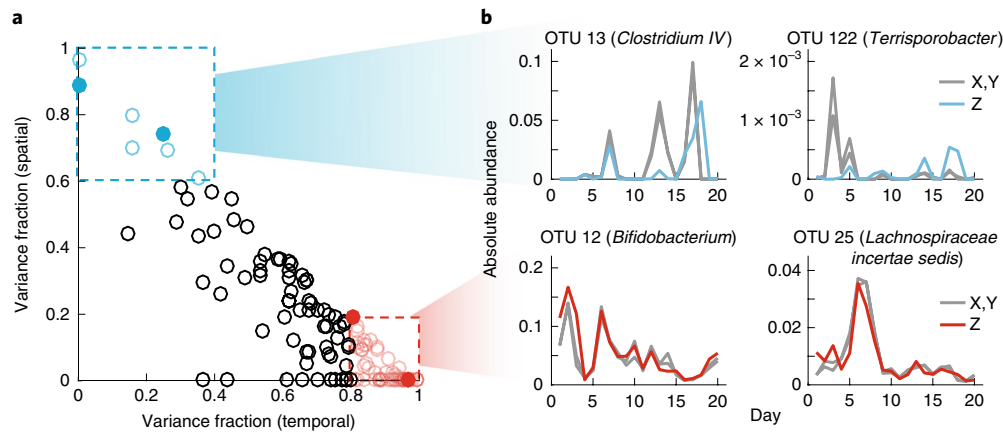 a
1
0.8
0.6
0.4
0.2
0
0 0.2 0.4 0.6 0.8 1
Variance fraction (spatial)
Variance fraction (temporal)
b
Absolute abundance
OTU 13 (Clostridium IV)
0.1
0.05
0
0 5 10 15 20
OTU 122 (Terrisporobacter)
2 × 10⁻³
1 × 10⁻³
0
0 5 10 15 20
X,Y
Z
OTU 12 (Bifidobacterium)
0.2
0.1
0
0 5 10 15 20
OTU 25 (Lachnospiraceae
incertae sedis)
0.04
0.02
0
0 5 10 15 20
X,Y
Z
Day